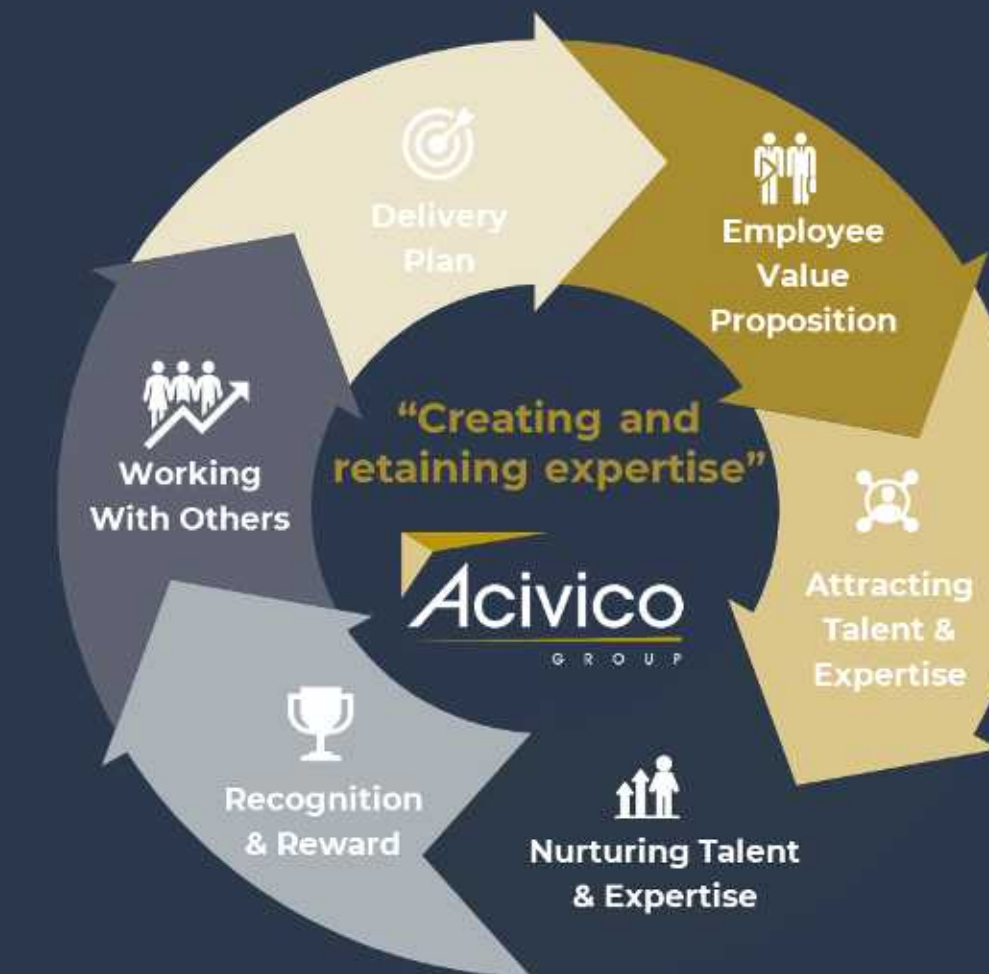 Delivery
Plan
Employee
Value
Proposition
“Creating and
retaining expertise”
Working
With Others
Acivico
GROUP
Attracting
Talent &
Expertise
Recognition
& Reward
Nurturing Talent
& Expertise